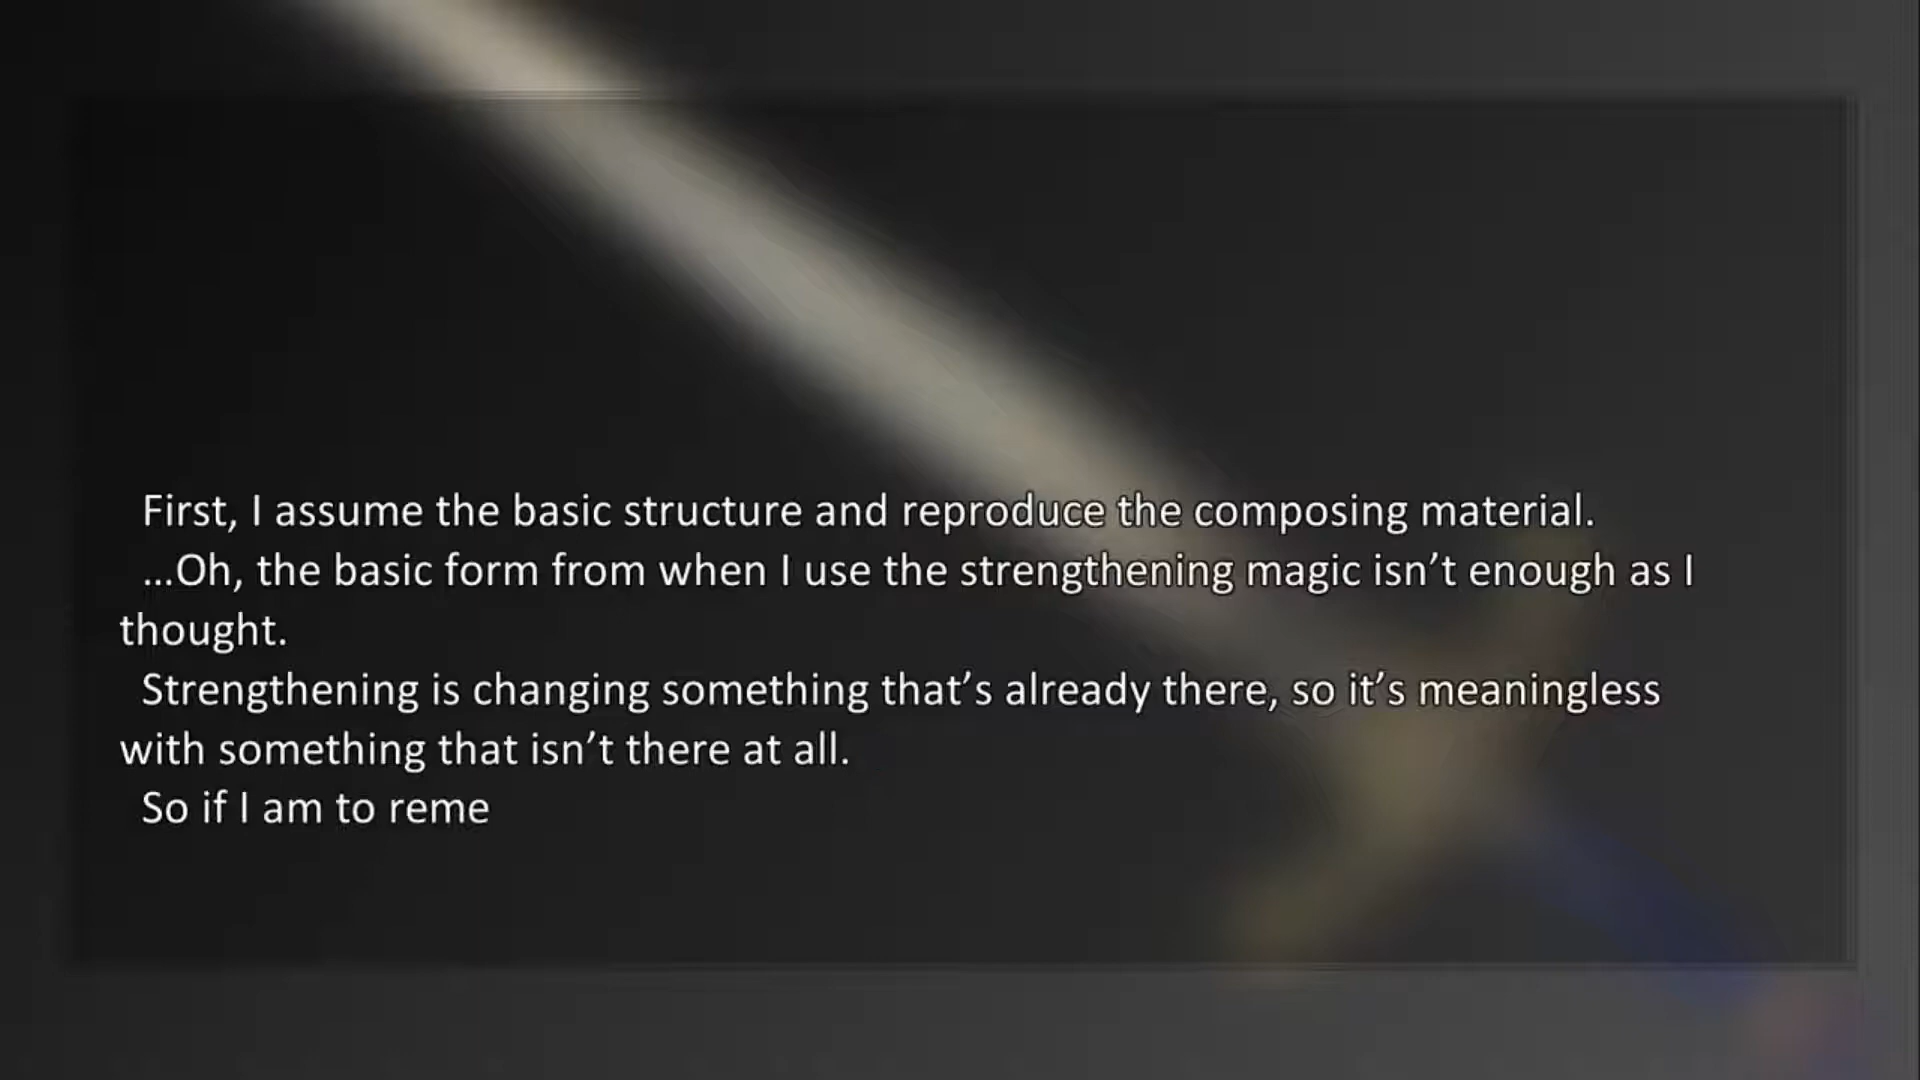 First, I assume the basic structure and reproduce the composing material.
…Oh, the basic form from when I use the strengthening magic isn’t enough as I
thought.
Strengthening is changing something that’s already there, so it’s meaningless
with something that isn’t there at all.
So if I am to reme